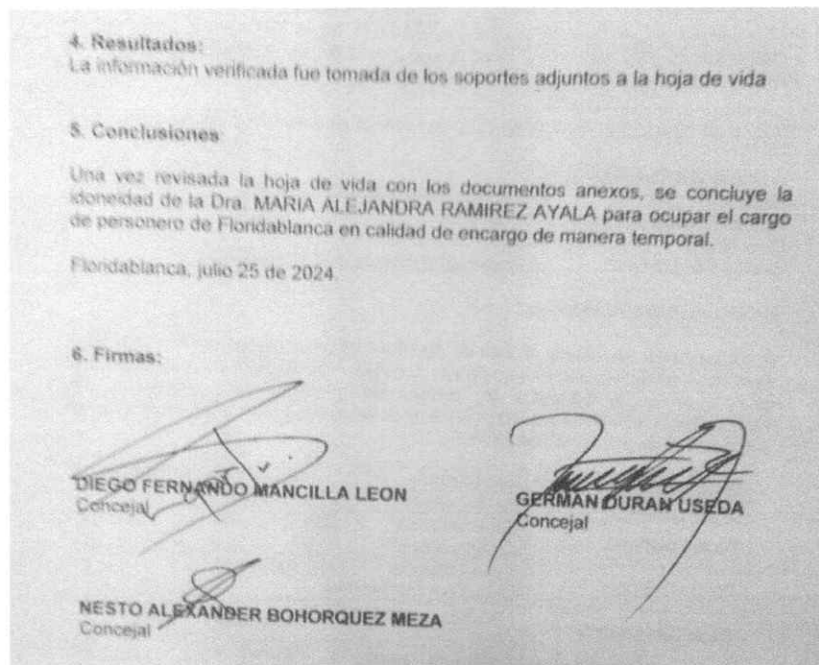 4. Resultados:
La información verificada fue tomada de los soportes adjuntos a la hoja de vida
5. Conclusiones
Una vez revisada la hoja de vida con los documentos anexos, se concluye la
idoneidad de la Dra. MARIA ALEJANDRA RAMIREZ AYALA para ocupar el cargo
de personero de Floridablanca en calidad de encargo de manera temporal.
Floridablanca, julio 25 de 2024.
6. Firmas:
DIEGO FERNANDO MANCILLA LEON
Concejal
GERMAN DURAN USEDA
Concejal
NESTO ALEXANDER BOHORQUEZ MEZA
Concejal